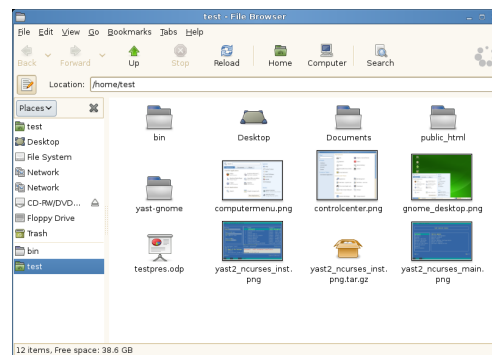 test - File Browser
File Edit View Go Bookmarks Tabs Help
Back Forward Up Stop Reload Home Computer Search
Location: /home/test
Places
test
Desktop
File System
Network
Network
CD-RW/DVD...
Floppy Drive
Trash
bin
test
bin Desktop Documents public_html
yast-gnome computermenu.png controlcenter.png gnome_desktop.png
testpres.odp yast2_ncurses_inst.png yast2_ncurses_inst.png.tar.gz yast2_ncurses_main.png
12 items, Free space: 38.6 GB